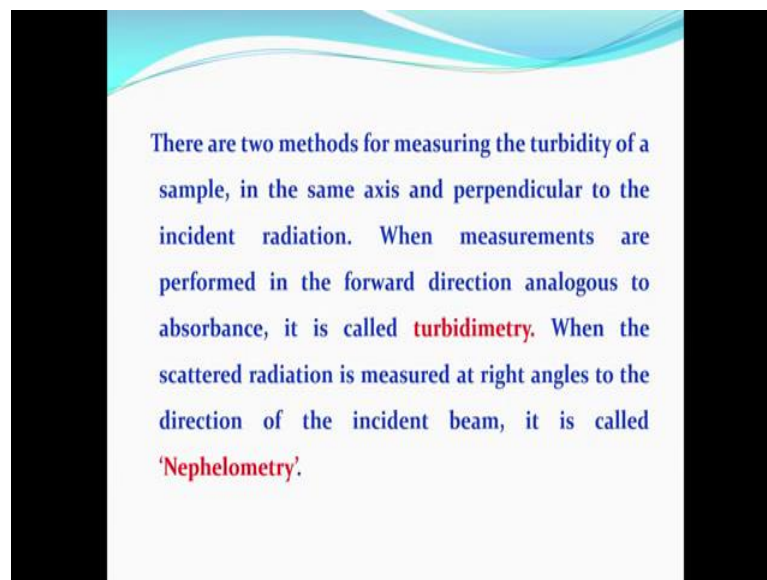 There are two methods for measuring the turbidity of a
sample, in the same axis and perpendicular to the
incident radiation. When measurements are
performed in the forward direction analogous to
absorbance, it is called turbidimetry. When the
scattered radiation is measured at right angles to the
direction of the incident beam, it is called
‘Nephelometry’.